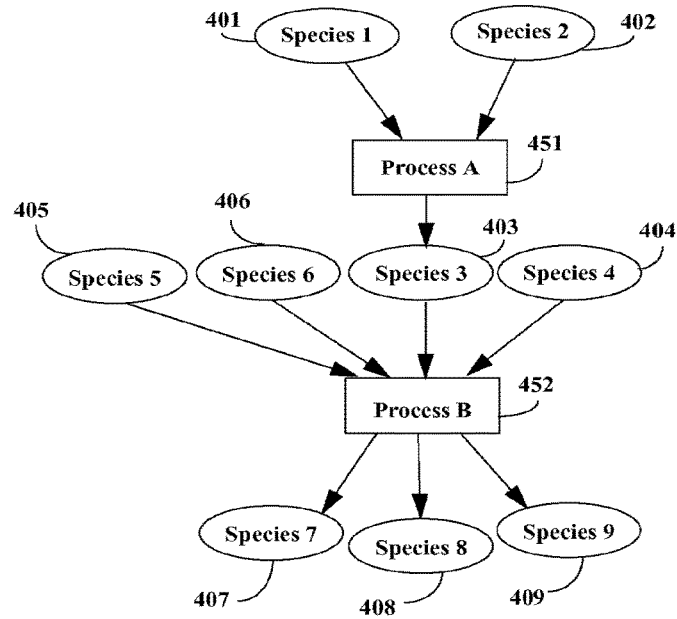 401
Species 1
Species 2
402
Process A
451
405
406
403
404
Species 5
Species 6
Species 3
Species 4
Process B
452
Species 7
Species 8
Species 9
407
408
409